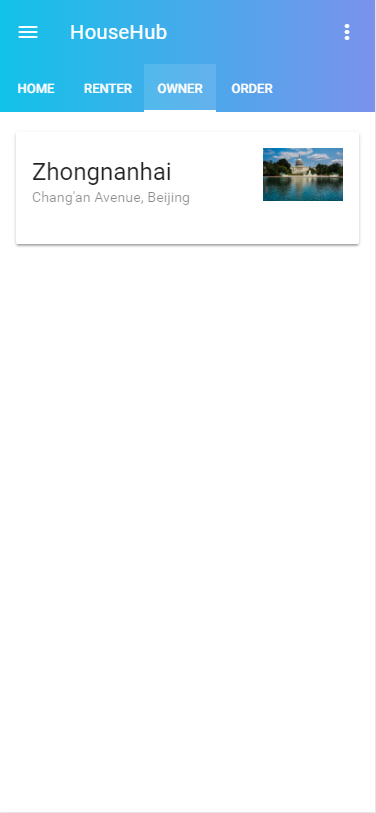 HouseHub
HOME RENTER OWNER ORDER
Zhongnanhai
Chang'an Avenue, Beijing